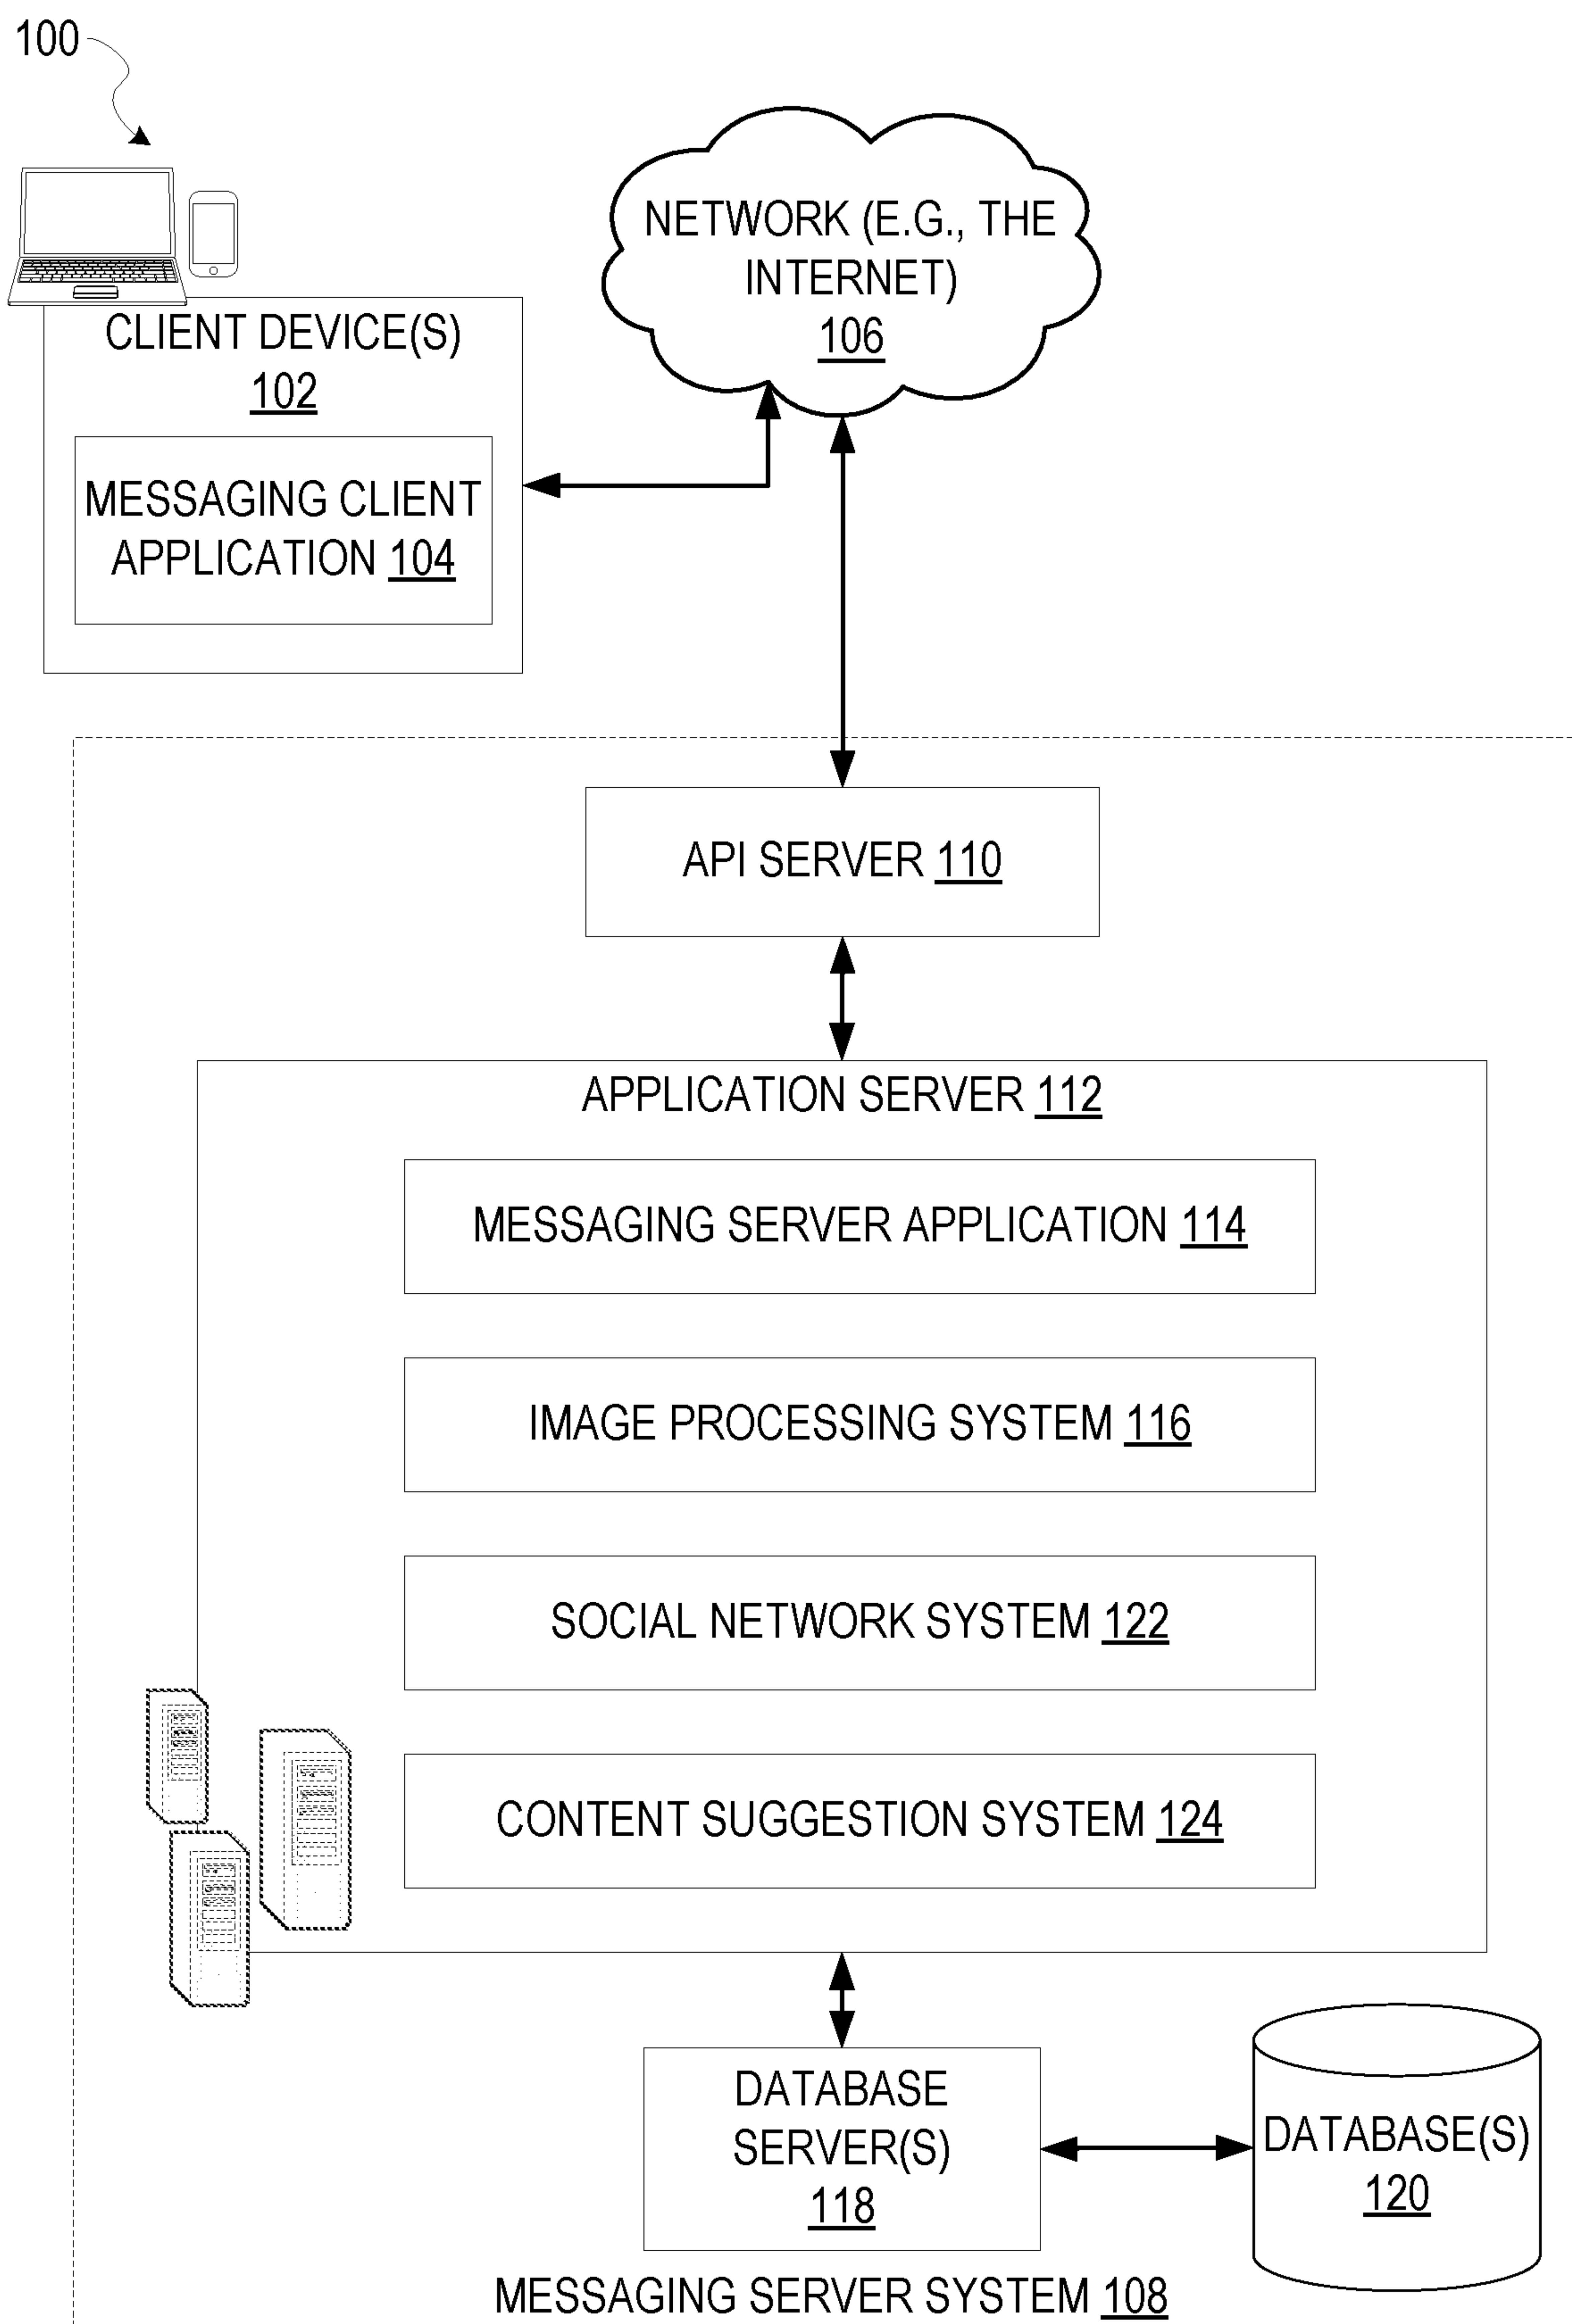 100
NETWORK (E.G., THE
INTERNET)
106
CLIENT DEVICE(S)
102
MESSAGING CLIENT
APPLICATION 104
API SERVER 110
APPLICATION SERVER 112
MESSAGING SERVER APPLICATION 114
IMAGE PROCESSING SYSTEM 116
SOCIAL NETWORK SYSTEM 122
CONTENT SUGGESTION SYSTEM 124
DATABASE
SERVER(S)
118
DATABASE(S)
120
MESSAGING SERVER SYSTEM 108